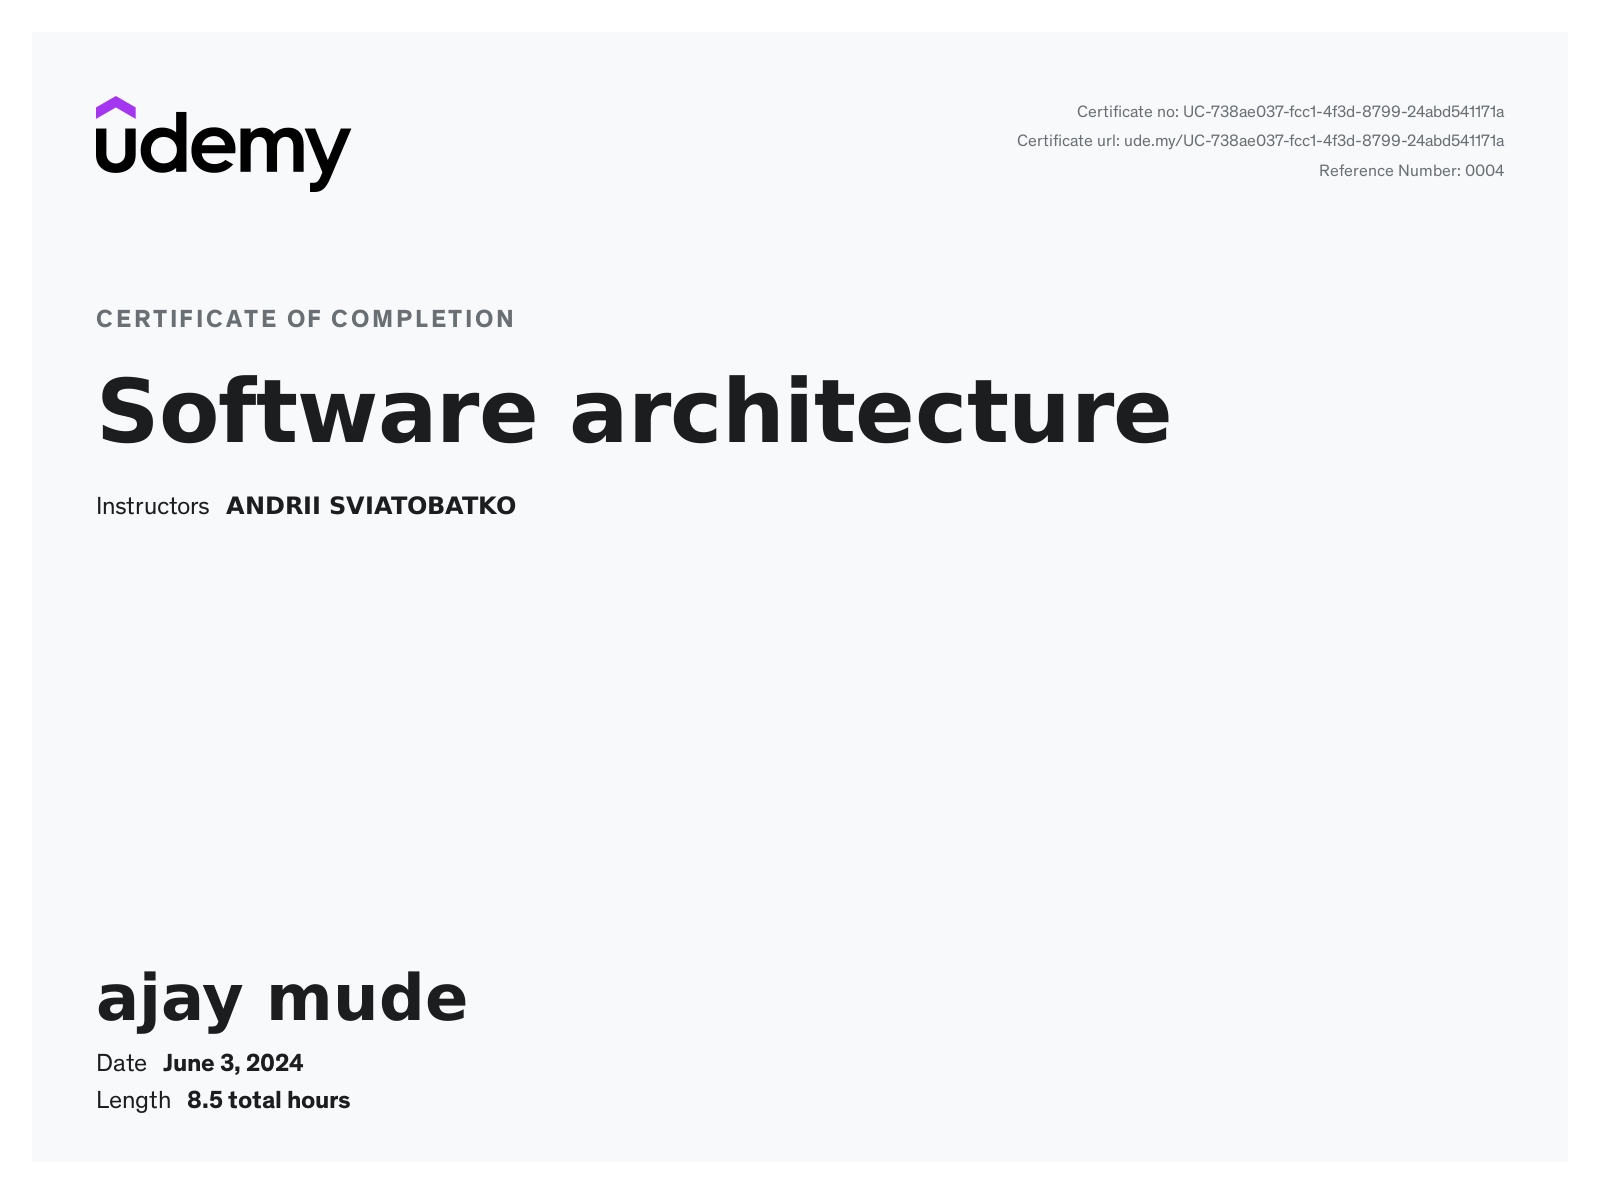 udemy
Certificate no: UC-738ae037-fcc1-4f3d-8799-24abd541171a
Certificate url: ude.my/UC-738ae037-fcc1-4f3d-8799-24abd541171a
Reference Number: 0004
CERTIFICATE OF COMPLETION
Software architecture
Instructors ANDRII SVIATOBATKO
ajay mude
Date June 3, 2024
Length 8.5 total hours